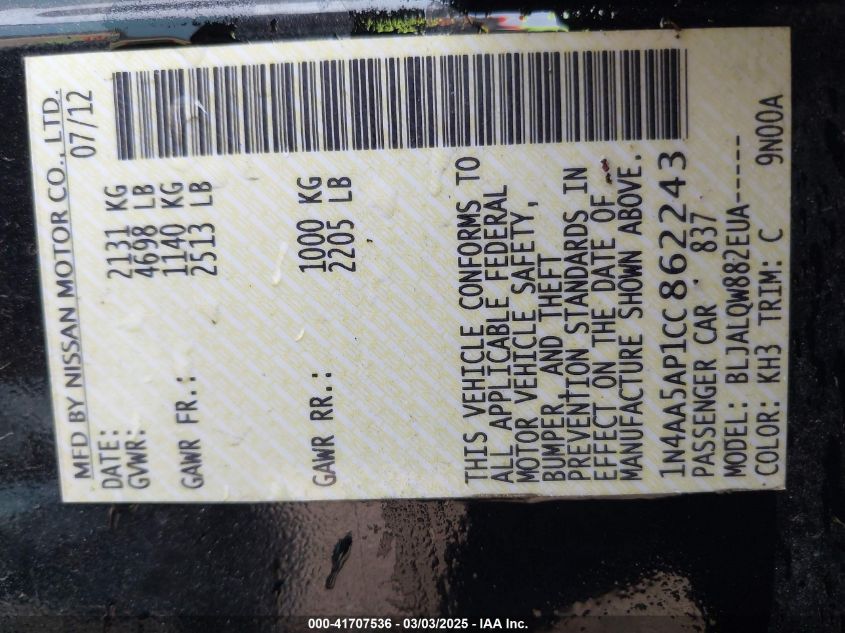 MFD BY NISSAN MOTOR CO., LTD.
DATE: 07/12
GVWR: 2131 KG
4698 LB
GAWR FR.: 1140 KG
2513 LB
GAWR RR.: 1000 KG
2205 LB
THIS VEHICLE CONFORMS TO
ALL APPLICABLE FEDERAL
MOTOR VEHICLE SAFETY,
BUMPER, AND THEFT
PREVENTION STANDARDS IN
EFFECT ON THE DATE OF
MANUFACTURE SHOWN ABOVE.
1N4AA5AP1CC862243
PASSENGER CAR 837
MODEL: BLJALQW882EUA-----
COLOR: KH3 TRIM: C 9N00A
000-41707536 - 03/03/2025 - IAA Inc.